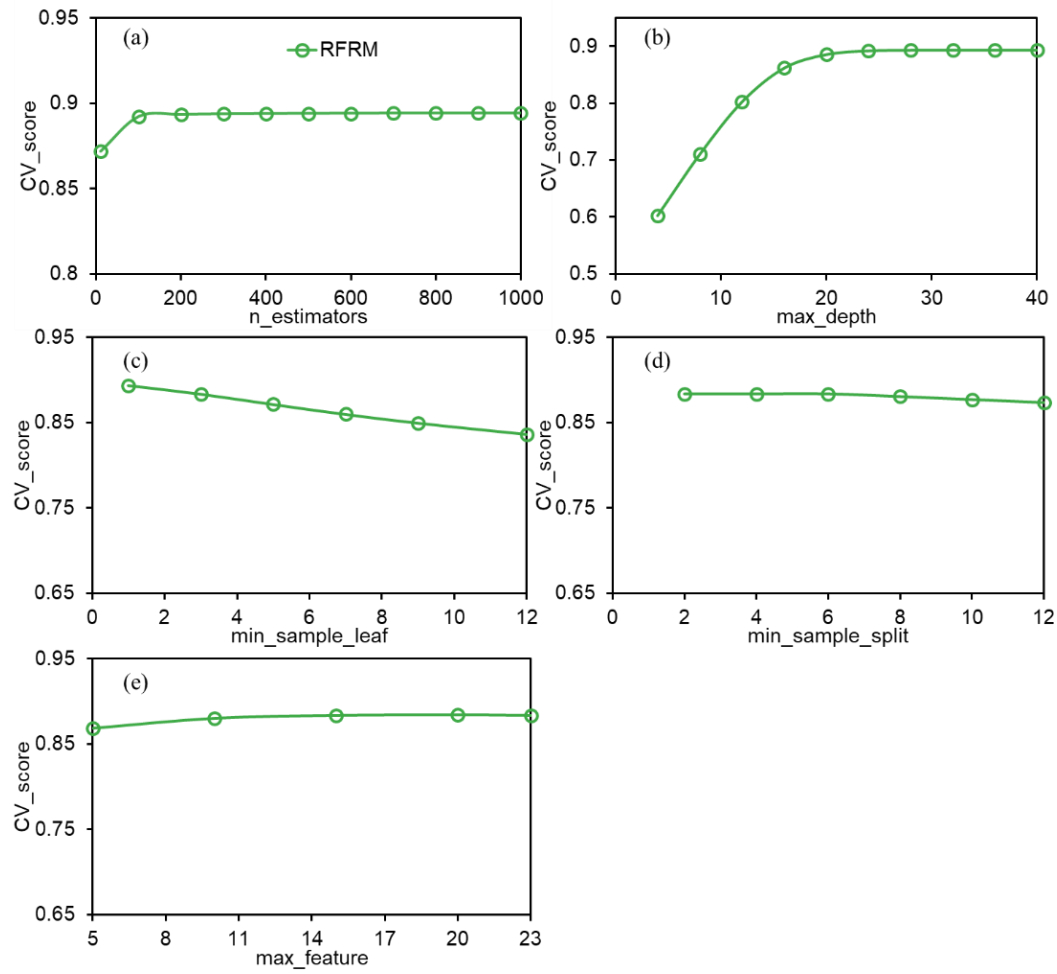 (a)
RFRM
0.95
0.9
0.85
0.8
CV_score
0 200 400 600 800 1000
n_estimators
(b)
0.9
0.8
0.7
0.6
0.5
CV_score
0 10 20 30 40
max_depth
(c)
0.95
0.85
0.75
0.65
CV_score
0 2 4 6 8 10 12
min_sample_leaf
(d)
0.95
0.85
0.75
0.65
CV_score
0 2 4 6 8 10 12
min_sample_split
(e)
0.95
0.85
0.75
0.65
CV_score
5 8 11 14 17 20 23
max_feature